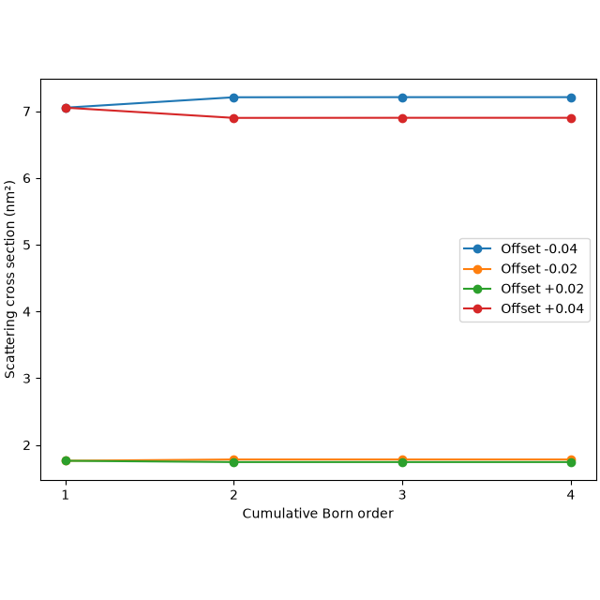 7
6
5
4
3
2
Scattering cross section (nm²)
Offset -0.04
Offset -0.02
Offset +0.02
Offset +0.04
1 2 3 4
Cumulative Born order